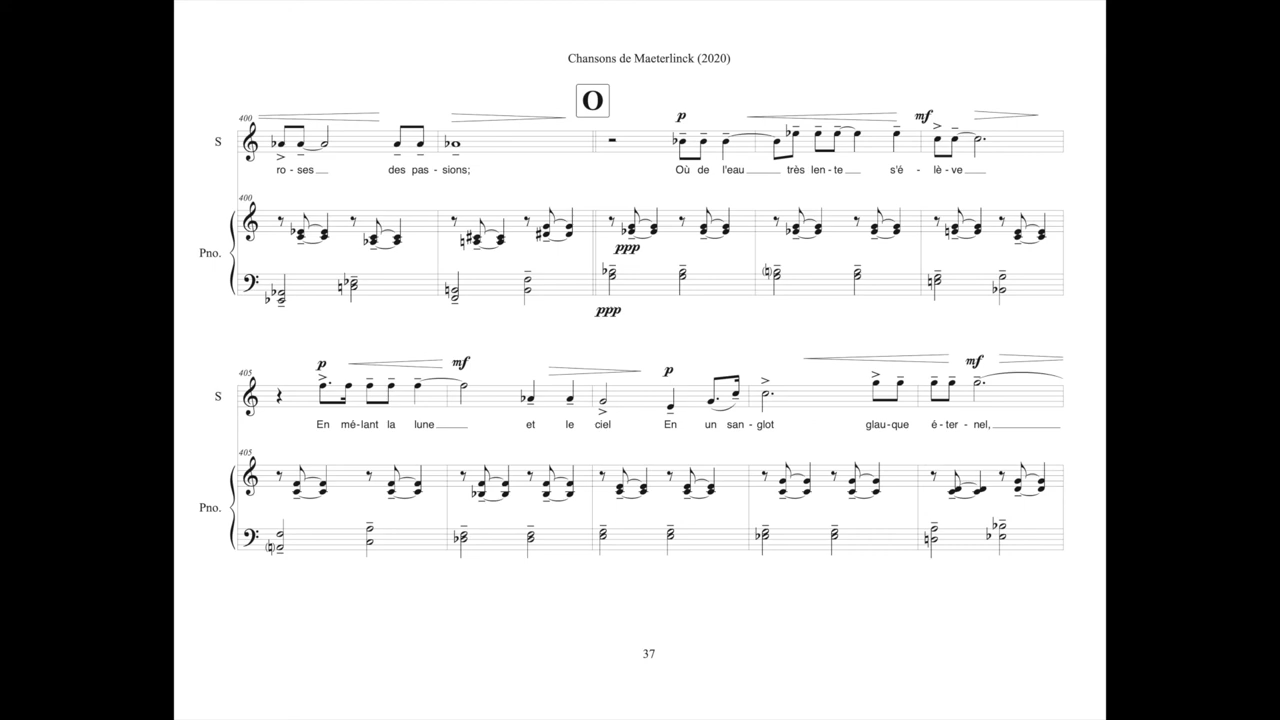 Chansons de Maeterlinck (2020)
O
400
p
mf
S
ro - ses des pas - sions; Où de l'eau très len - te s'é - lè - ve
400
Pno.
ppp
ppp
405
p
mf
p
mf
S
En mé-lant la lune et le ciel En un san - glot glau-que é - ter - nel,
405
Pno.
37